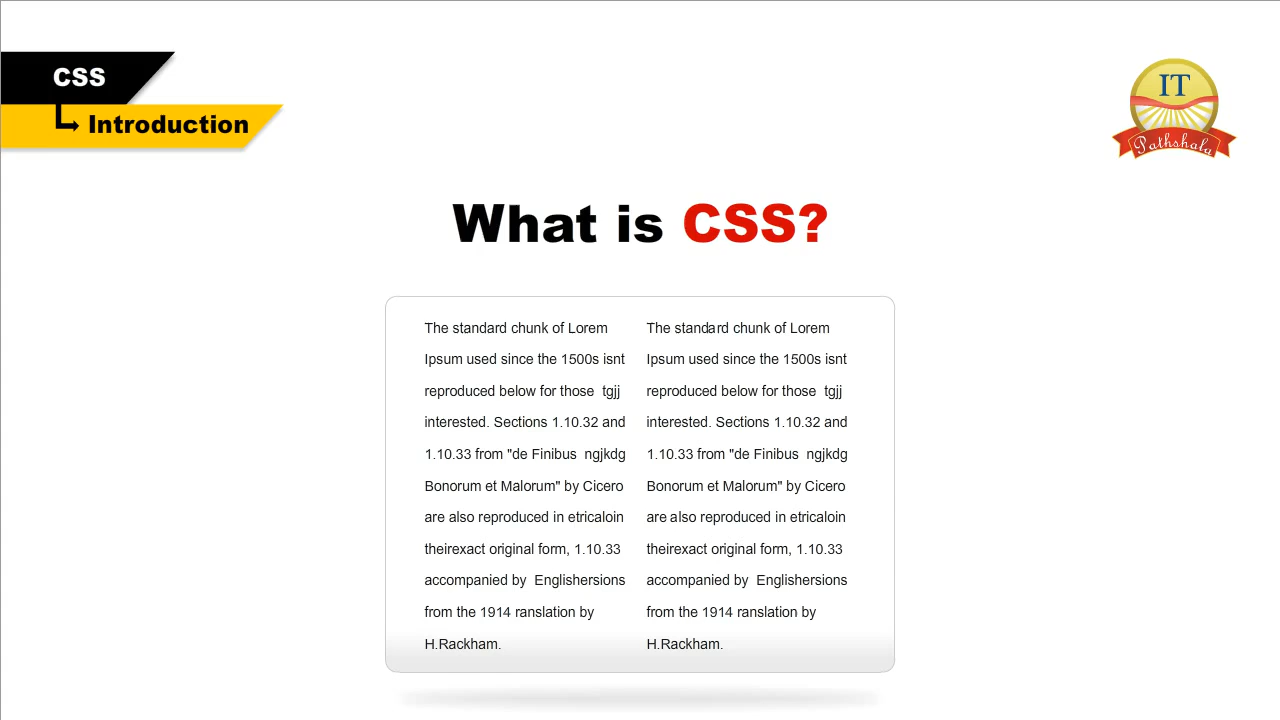 CSS
Introduction
IT
Pathshala
What is CSS?
The standard chunk of Lorem
Ipsum used since the 1500s isnt
reproduced below for those  tgjj
interested. Sections 1.10.32 and
1.10.33 from "de Finibus  ngjkdg
Bonorum et Malorum" by Cicero
are also reproduced in etricaloin
theirexact original form, 1.10.33
accompanied by  Englishersions
from the 1914 ranslation by
H.Rackham.
The standard chunk of Lorem
Ipsum used since the 1500s isnt
reproduced below for those  tgjj
interested. Sections 1.10.32 and
1.10.33 from "de Finibus  ngjkdg
Bonorum et Malorum" by Cicero
are also reproduced in etricaloin
theirexact original form, 1.10.33
accompanied by  Englishersions
from the 1914 ranslation by
H.Rackham.